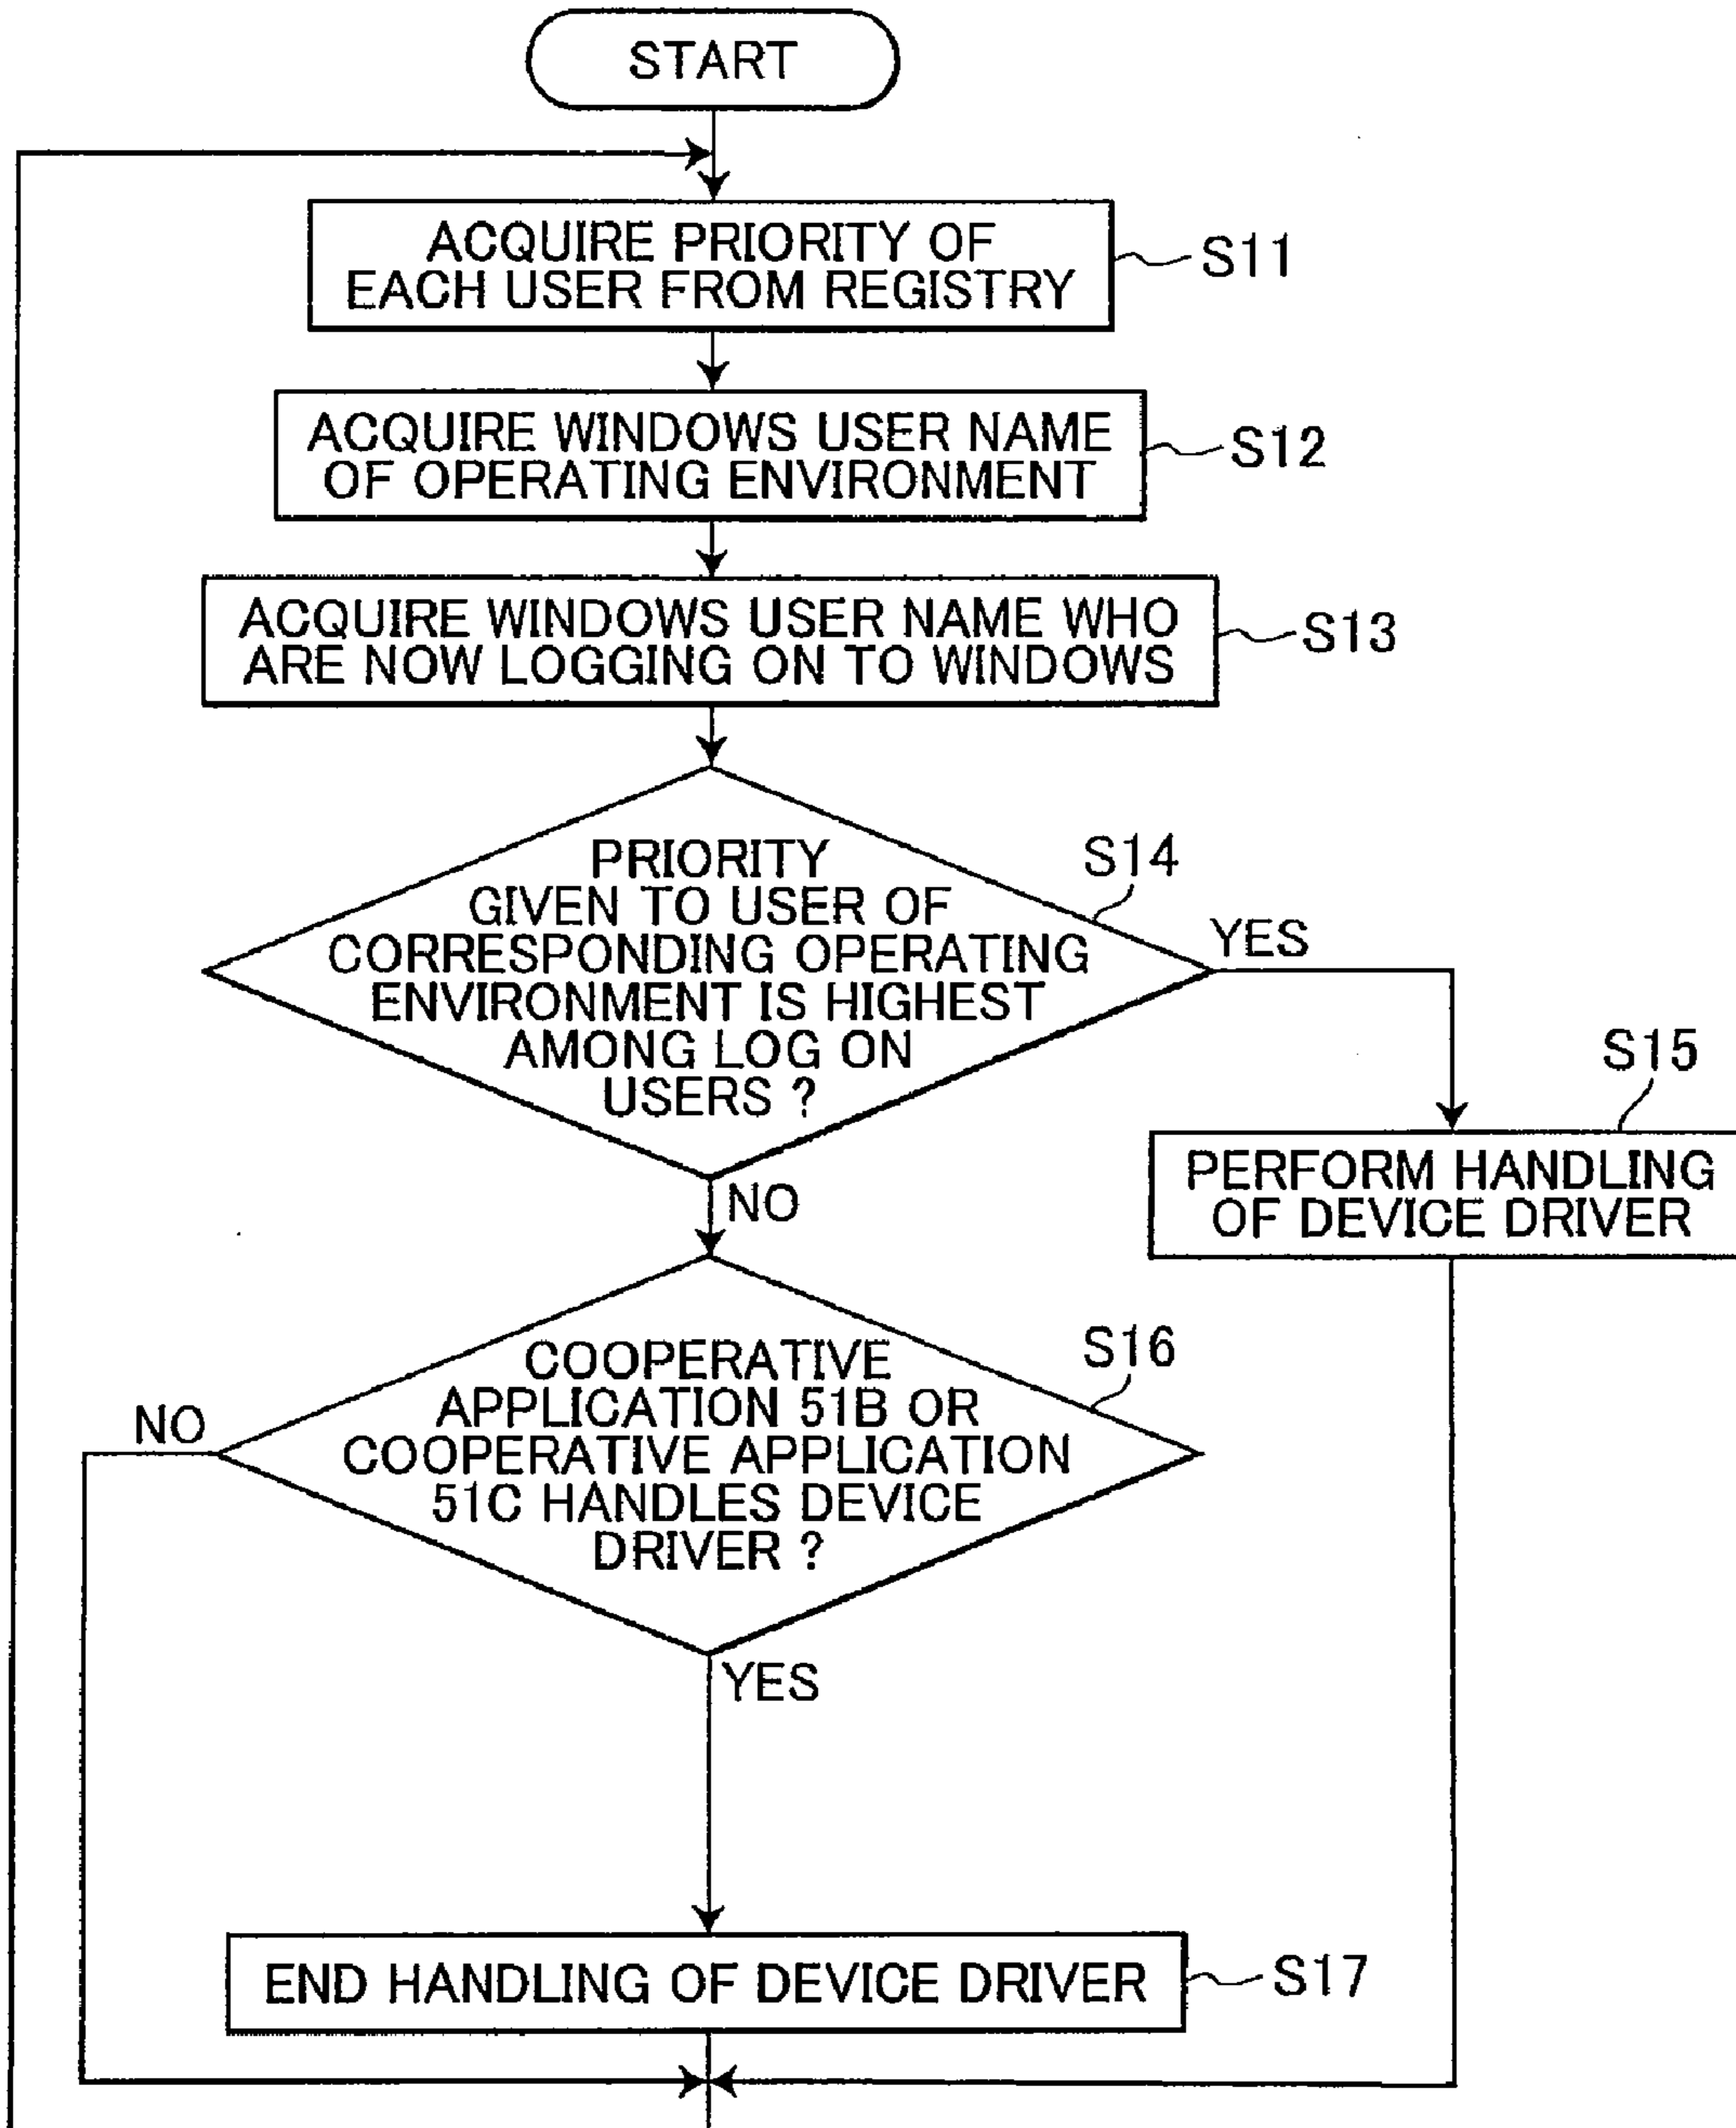 START
ACQUIRE PRIORITY OF
EACH USER FROM REGISTRY
S11
ACQUIRE WINDOWS USER NAME
OF OPERATING ENVIRONMENT
S12
ACQUIRE WINDOWS USER NAME WHO
ARE NOW LOGGING ON TO WINDOWS
S13
PRIORITY
GIVEN TO USER OF
CORRESPONDING OPERATING
ENVIRONMENT IS HIGHEST
AMONG LOG ON
USERS ?
S14
YES
S15
PERFORM HANDLING
OF DEVICE DRIVER
NO
COOPERATIVE
APPLICATION 51B OR
COOPERATIVE APPLICATION
51C HANDLES DEVICE
DRIVER ?
S16
NO
YES
END HANDLING OF DEVICE DRIVER
S17